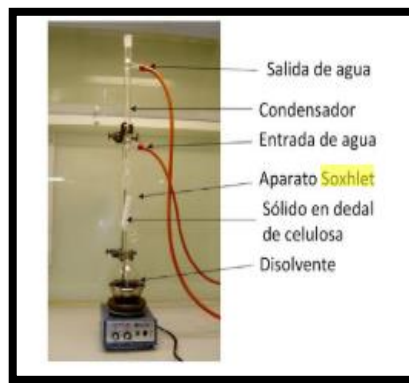 Salida de agua
Condensador
Entrada de agua
Aparato Soxhlet
Sólido en dedal
de celulosa
Disolvente